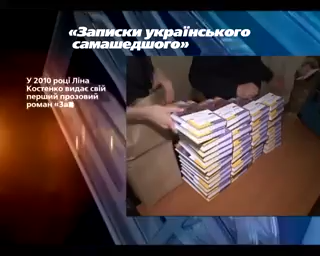 «Записки українського
самашедшого»
У 2010 році Ліна
Костенко видає свій
перший прозовий
роман «За